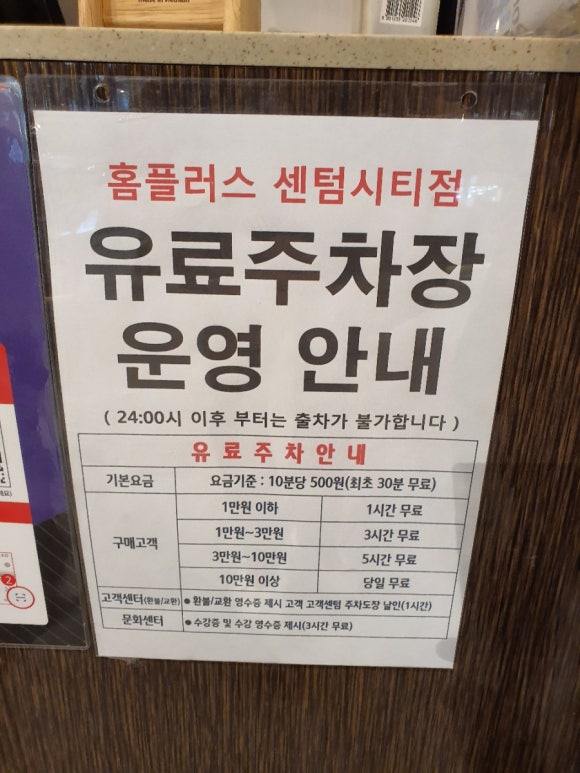 홈플러스 센텀시티점
유료주차장
운영 안내
( 24:00시 이후 부터는 출차가 불가합니다 )
유 료 주 차 안 내
기본요금 요금기준 : 10분당 500원(최초 30분 무료)
구매고객
1만원 이하 1시간 무료
1만원~3만원 3시간 무료
3만원~10만원 5시간 무료
10만원 이상 당일 무료
고객센터(환불/교환) ● 환불/교환 영수증 제시 고객 고객센텀 주차도장 날인(1시간)
문화센터 ● 수강증 및 수강 영수증 제시(3시간 무료)
2